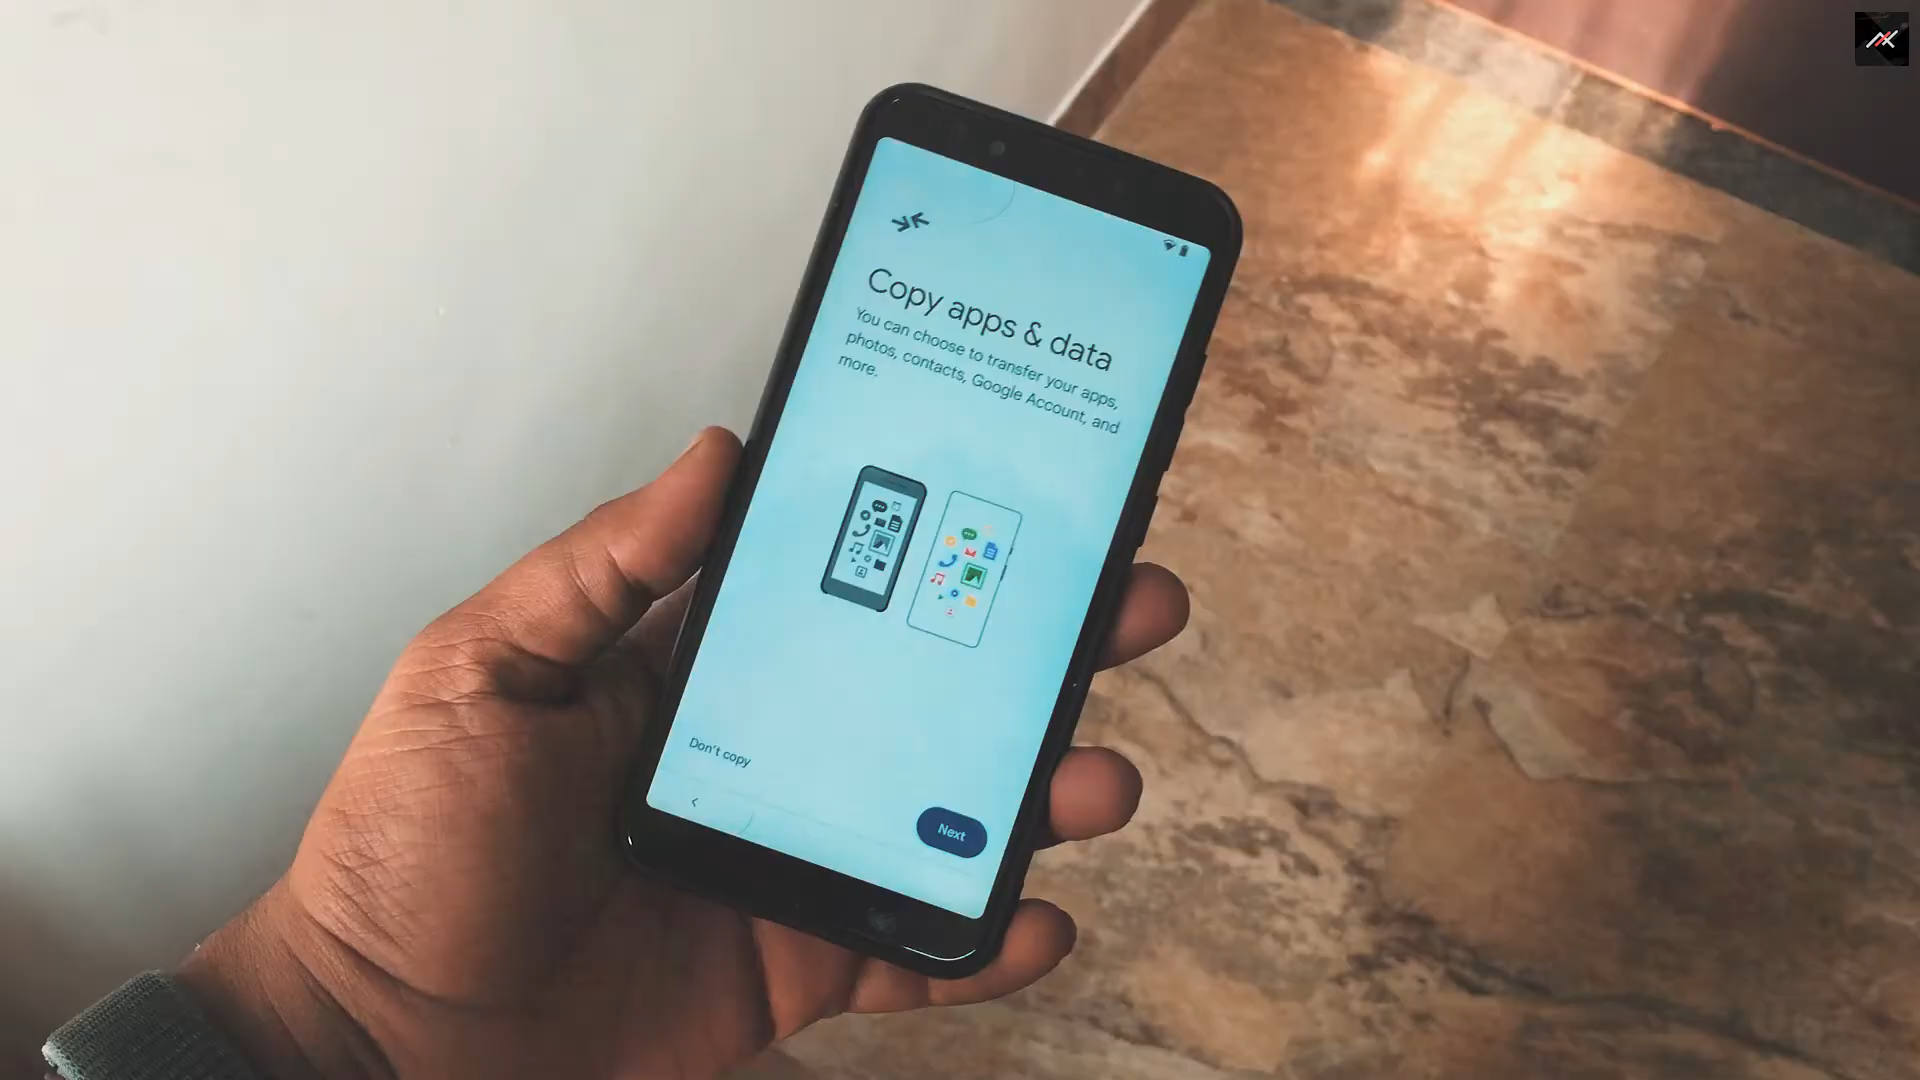 Copy apps & data
You can choose to transfer your apps,
photos, contacts, Google Account, and
more.
Don't copy
Next